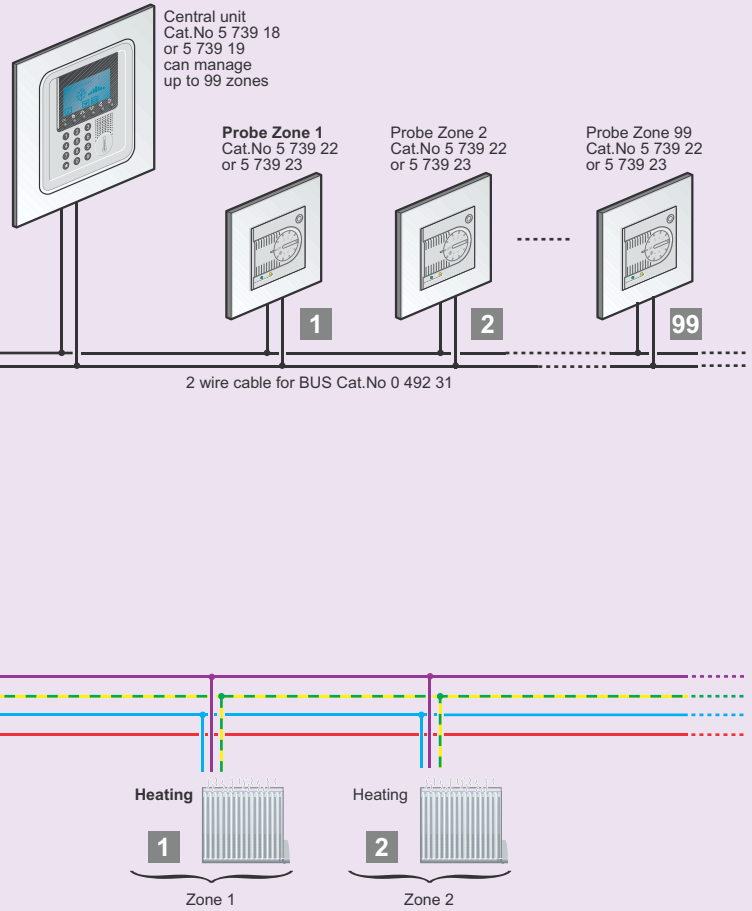 Central unit
Cat.No 5 739 18
or 5 739 19
can manage
up to 99 zones
Probe Zone 1
Cat.No 5 739 22
or 5 739 23
Probe Zone 2
Cat.No 5 739 22
or 5 739 23
Probe Zone 99
Cat.No 5 739 22
or 5 739 23
1
2
99
2 wire cable for BUS Cat.No 0 492 31
Heating
1
Zone 1
Heating
2
Zone 2